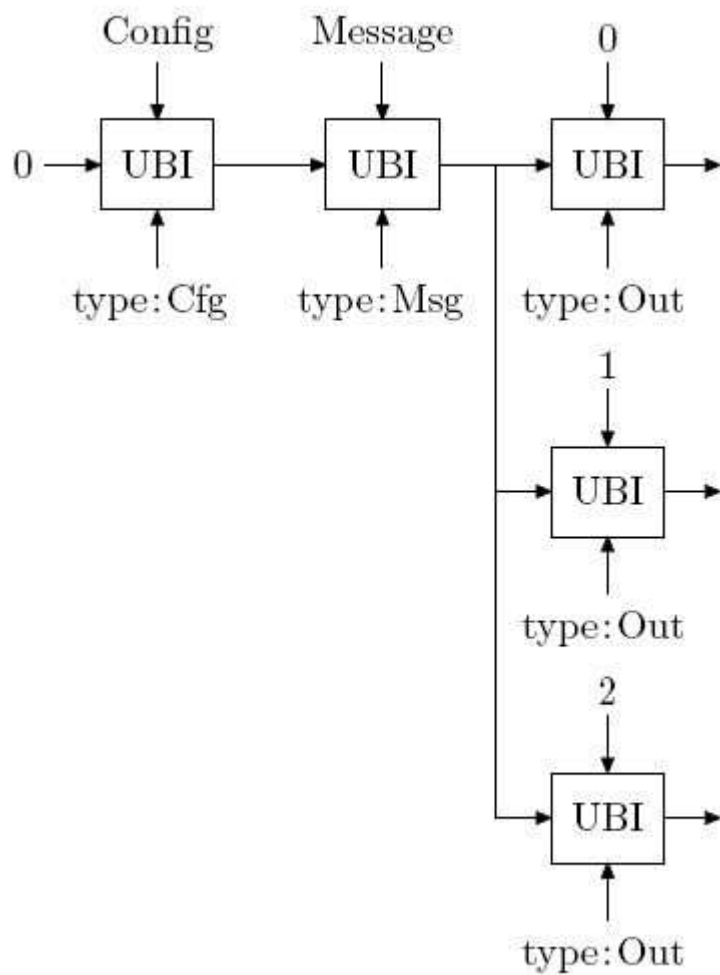 Config Message 0
0 UBI UBI UBI
type:Cfg type:Msg type:Out
1
UBI
type:Out
2
UBI
type:Out